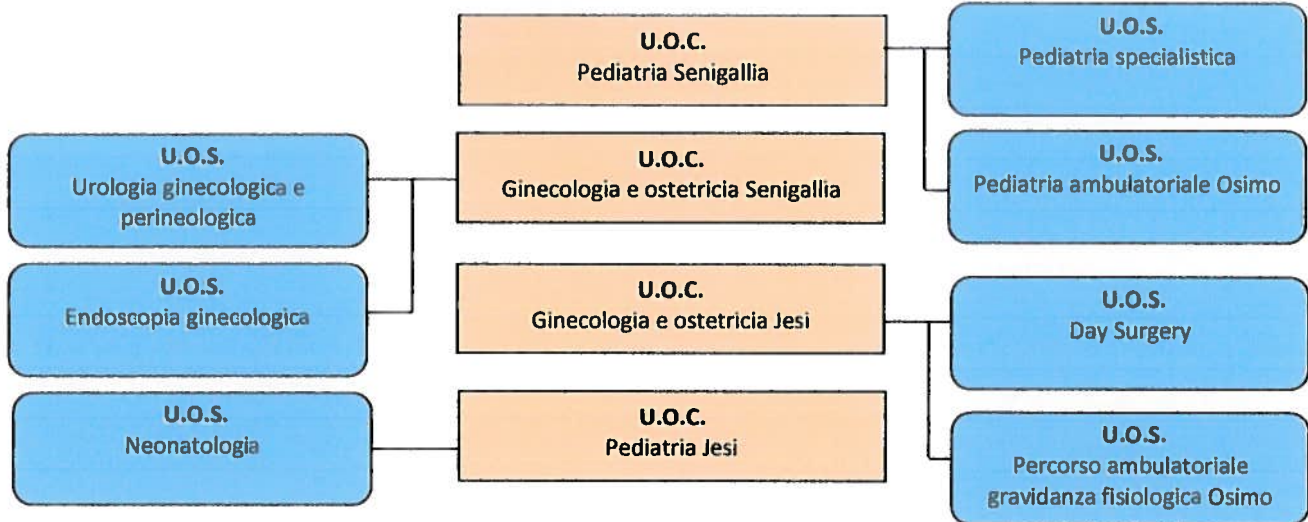 U.O.C.
Pediatria Senigallia
U.O.S.
Pediatria specialistica
U.O.S.
Pediatria ambulatoriale Osimo
U.O.S.
Urologia ginecologica e
perineologica
U.O.C.
Ginecologia e ostetricia Senigallia
U.O.S.
Endoscopia ginecologica
U.O.C.
Ginecologia e ostetricia Jesi
U.O.S.
Day Surgery
U.O.S.
Neonatologia
U.O.C.
Pediatria Jesi
U.O.S.
Percorso ambulatoriale
gravidanza fisiologica Osimo